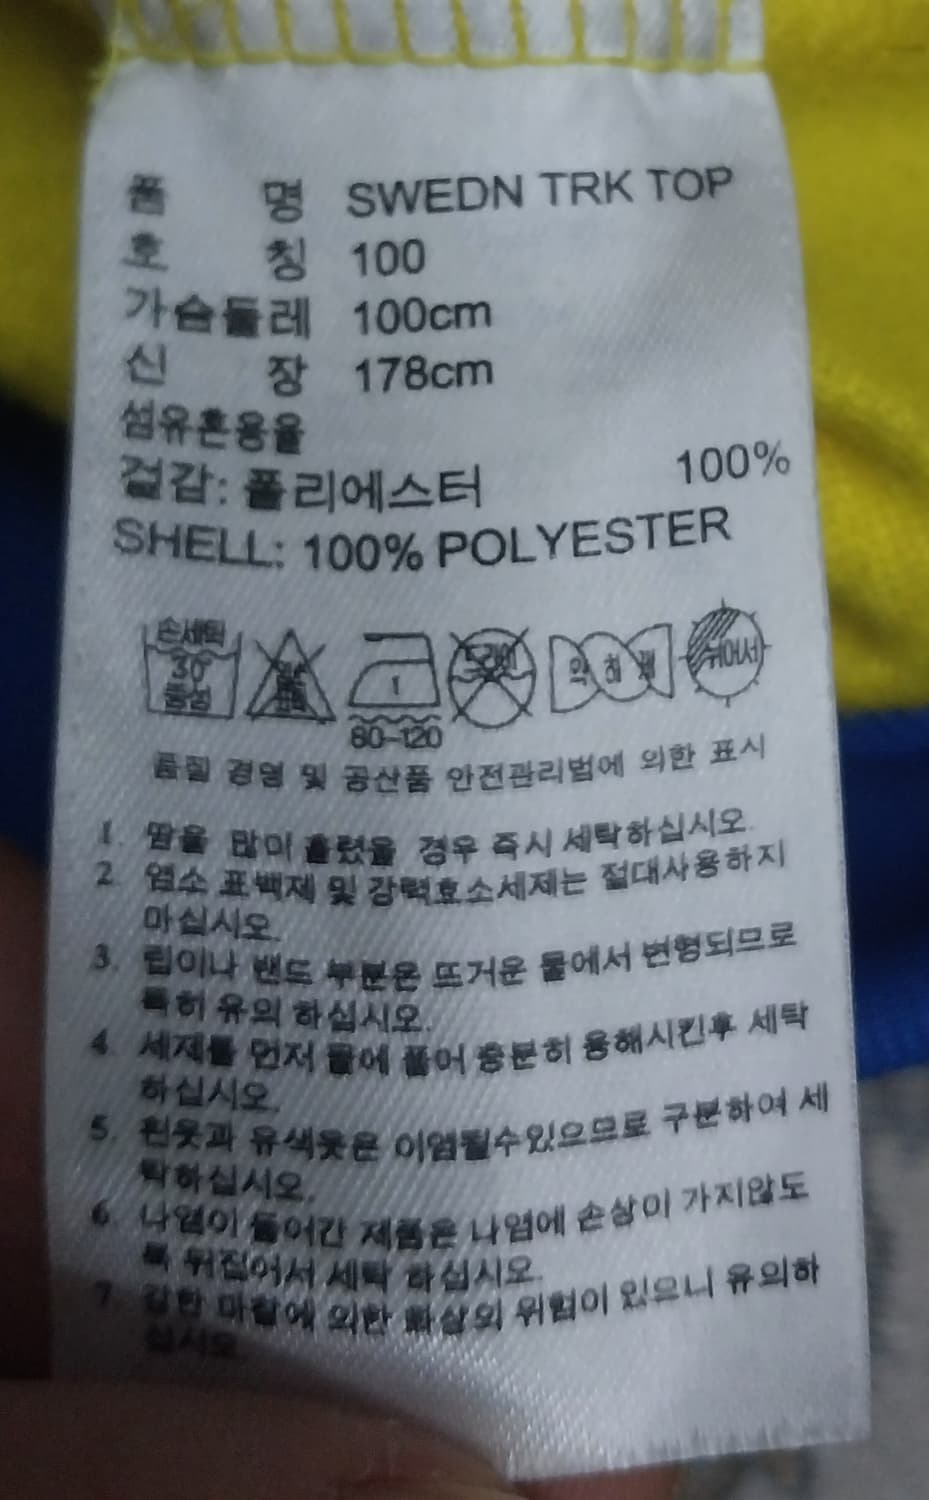 품 명 SWEDN TRK TOP
호 칭 100
가슴둘레 100cm
신 장 178cm
섬유혼용율
겉감: 폴리에스터 100%
SHELL: 100% POLYESTER
손세탁 30° 중성 1 드라이 약 하 평 뉘어서
80-120
품질 경영 및 공산품 안전관리법에 의한 표시
1. 땀을 많이 흘렸을 경우 즉시 세탁하십시오.
2. 염소 표백제 및 강력효소세제는 절대사용하지
마십시오.
3. 립이나 밴드 부분은 뜨거운 물에서 변형되므로
특히 유의 하십시오.
4. 세제를 먼저 물에 풀어 충분히 용해시킨후 세탁
하십시오.
5. 흰옷과 유색옷은 이염될수있으므로 구분하여 세
탁하십시오.
6. 나염이 들어간 제품은 나염에 손상이 가지않도
록 뒤집어서 세탁 하십시오.
7. 강한 마찰에 의한 화상의 위험이 있으니 유의하
십시오.